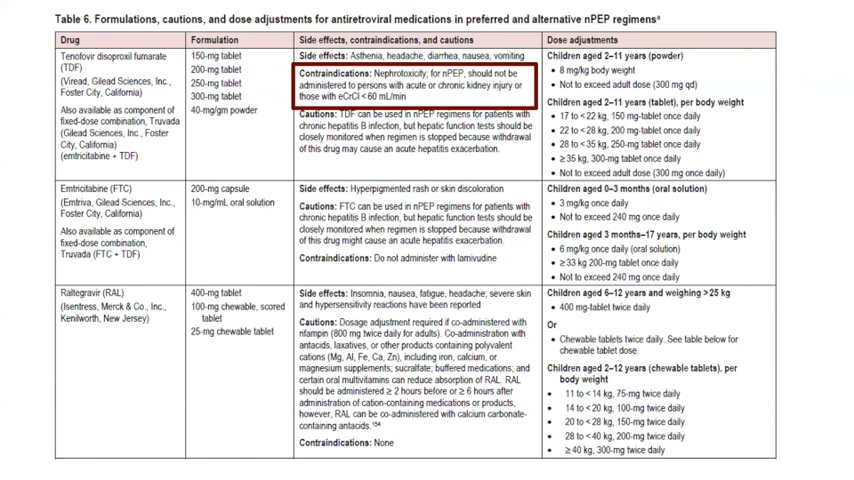 Table 6. Formulations, cautions, and dose adjustments for antiretroviral medications in preferred and alternative nPEP regimensᵃ
Drug
Formulation
Side effects, contraindications, and cautions
Dose adjustments
Tenofovir disoproxil fumarate
(TDF)
(Viread, Gilead Sciences, Inc.,
Foster City, California)
Also available as component of
fixed-dose combination, Truvada
(Gilead Sciences, Inc., Foster
City, California)
(emtricitabine + TDF)
150-mg tablet
200-mg tablet
250-mg tablet
300-mg tablet
40-mg/gm powder
Side effects: Asthenia, headache, diarrhea, nausea, vomiting
Contraindications: Nephrotoxicity; for nPEP, should not be
administered to persons with acute or chronic kidney injury or
those with eCrCl < 60 mL/min
Cautions: TDF can be used in nPEP regimens for patients with
chronic hepatitis B infection, but hepatic function tests should be
closely monitored when regimen is stopped because withdrawal
of this drug may cause an acute hepatitis exacerbation.
Children aged 2–11 years (powder)
• 8 mg/kg body weight
• Not to exceed adult dose (300 mg qd)
Children aged 2–11 years (tablet), per body weight
• 17 to < 22 kg, 150 mg-tablet once daily
• 22 to < 28 kg, 200 mg-tablet once daily
• 28 to < 35 kg, 250-mg tablet once daily
• ≥ 35 kg, 300-mg tablet once daily
• Not to exceed adult dose (300 mg once daily)
Emtricitabine (FTC)
(Emtriva, Gilead Sciences, Inc.,
Foster City, California)
Also available as component of
fixed-dose combination,
Truvada (FTC + TDF)
200-mg capsule
10-mg/mL oral solution
Side effects: Hyperpigmented rash or skin discoloration
Cautions: FTC can be used in nPEP regimens for patients with
chronic hepatitis B infection, but hepatic function tests should be
closely monitored when regimen is stopped because withdrawal
of this drug might cause an acute hepatitis exacerbation.
Contraindications: Do not administer with lamivudine
Children aged 0–3 months (oral solution)
• 3 mg/kg once daily
• Not to exceed 240 mg once daily
Children aged 3 months–17 years, per body weight
• 6 mg/kg once daily (oral solution)
• ≥ 33 kg 200-mg tablet once daily
• Not to exceed 240 mg once daily
Raltegravir (RAL)
(Isentress, Merck & Co., Inc.,
Kenilworth, New Jersey)
400-mg tablet
100-mg chewable, scored
tablet
25-mg chewable tablet
Side effects: Insomnia, nausea, fatigue, headache; severe skin
and hypersensitivity reactions have been reported
Cautions: Dosage adjustment required if co-administered with
rifampin (800 mg twice daily for adults). Co-administration with
antacids, laxatives, or other products containing polyvalent
cations (Mg, Al, Fe, Ca, Zn), including iron, calcium, or
magnesium supplements; sucralfate; buffered medications; and
certain oral multivitamins can reduce absorption of RAL. RAL
should be administered ≥ 2 hours before or ≥ 6 hours after
administration of cation-containing medications or products,
however, RAL can be co-administered with calcium carbonate-
containing antacids.¹⁵⁴
Contraindications: None
Children aged 6–12 years and weighing > 25 kg
• 400 mg-tablet twice daily
Or
• Chewable tablets twice daily. See table below for
chewable tablet dose.
Children aged 2–12 years (chewable tablets), per
body weight
• 11 to < 14 kg, 75-mg twice daily
• 14 to < 20 kg, 100-mg twice daily
• 20 to < 28 kg, 150-mg twice daily
• 28 to < 40 kg, 200-mg twice daily
• ≥ 40 kg, 300-mg twice daily